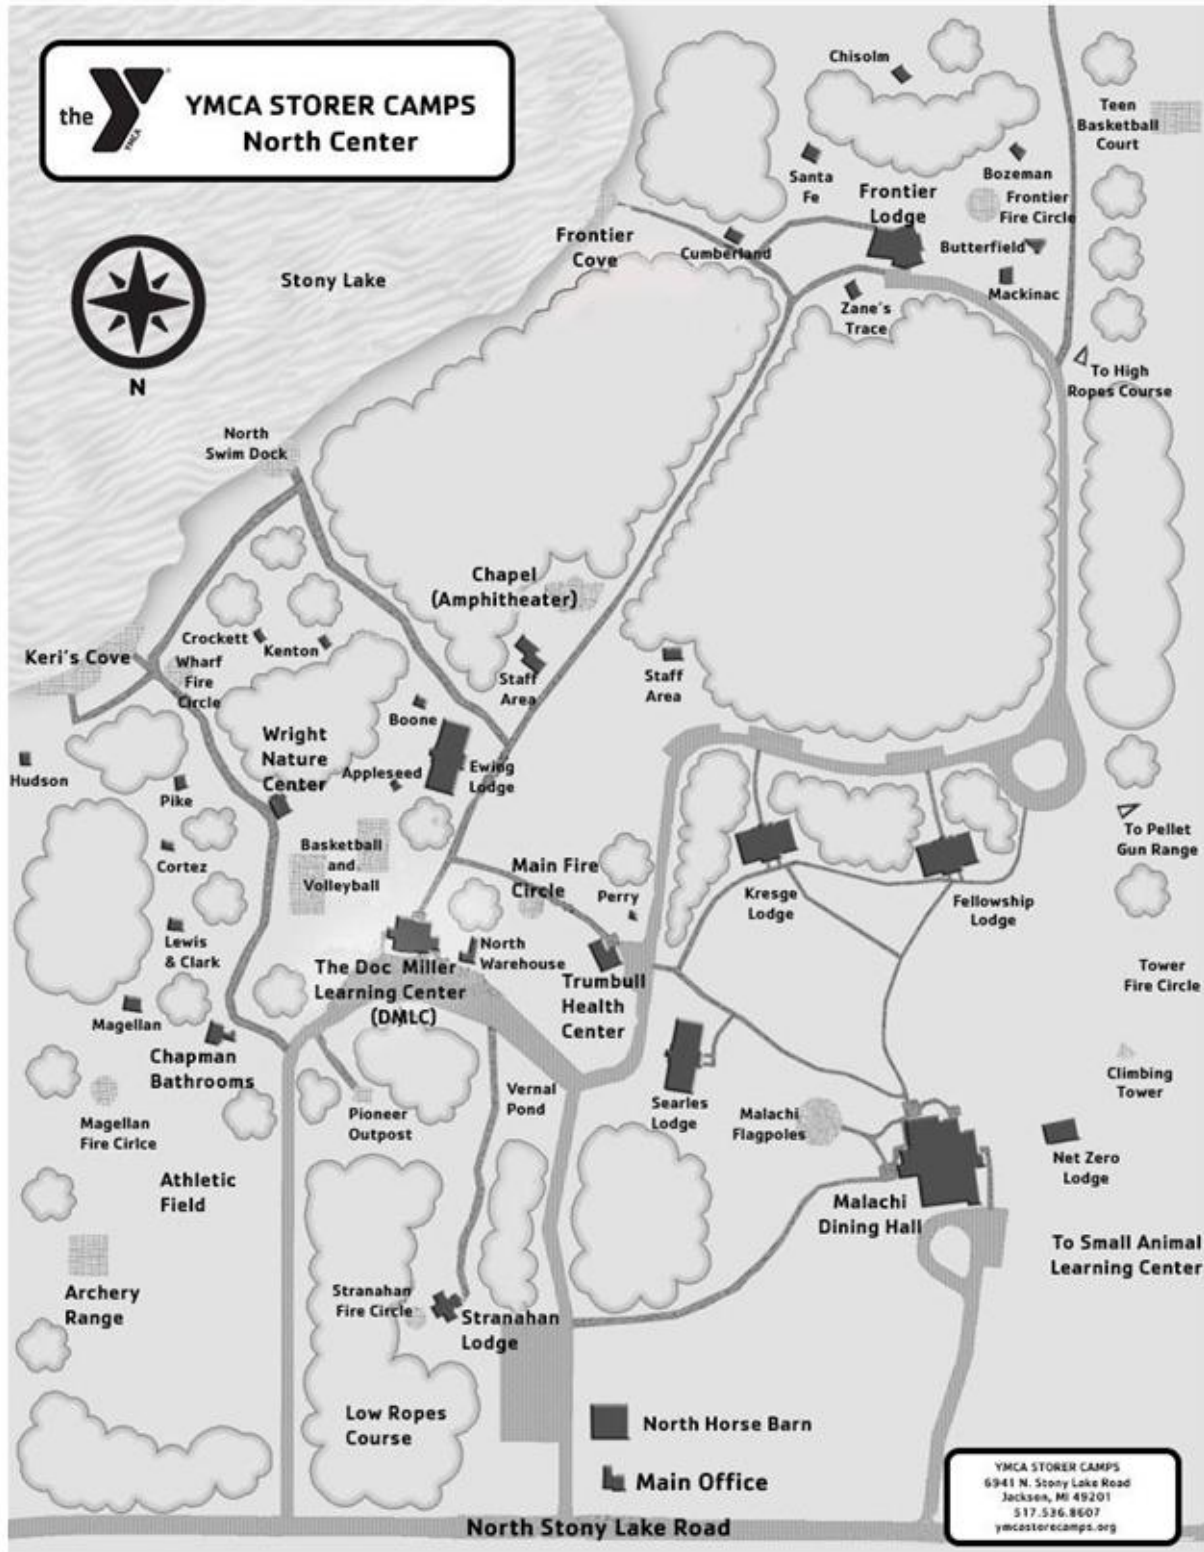 the
YMCA
YMCA STORER CAMPS
North Center
N
Stony Lake
Chisolm
Teen
Basketball
Court
Santa
Fe
Bozeman
Frontier
Lodge
Frontier
Fire Circle
Frontier
Cove
Cumberland
Butterfield
Mackinac
Zane's
Trace
To High
Ropes Course
North
Swim Dock
Chapel
(Amphitheater)
Crockett
Kenton
Keri's Cove
Wharf
Fire
Circle
Staff
Area
Staff
Area
Boone
Wright
Nature
Center
Hudson
Pike
Appleseed
Ewing
Lodge
Basketball
and
Volleyball
Cortez
Main Fire
Circle
Perry
Kresge
Lodge
Fellowship
Lodge
To Pellet
Gun Range
Lewis
& Clark
North
Warehouse
The Doc Miller
Learning Center
(DMLC)
Trumbull
Health
Center
Tower
Fire Circle
Magellan
Chapman
Bathrooms
Climbing
Tower
Vernal
Pond
Searles
Lodge
Malachi
Flagpoles
Pioneer
Outpost
Magellan
Fire Cirlce
Net Zero
Lodge
Athletic
Field
Malachi
Dining Hall
To Small Animal
Learning Center
Archery
Range
Stranahan
Fire Circle
Stranahan
Lodge
Low Ropes
Course
North Horse Barn
Main Office
YMCA STORER CAMPS
6941 N. Stony Lake Road
Jackson, MI 49201
517.536.8607
ymcastorecamps.org
North Stony Lake Road